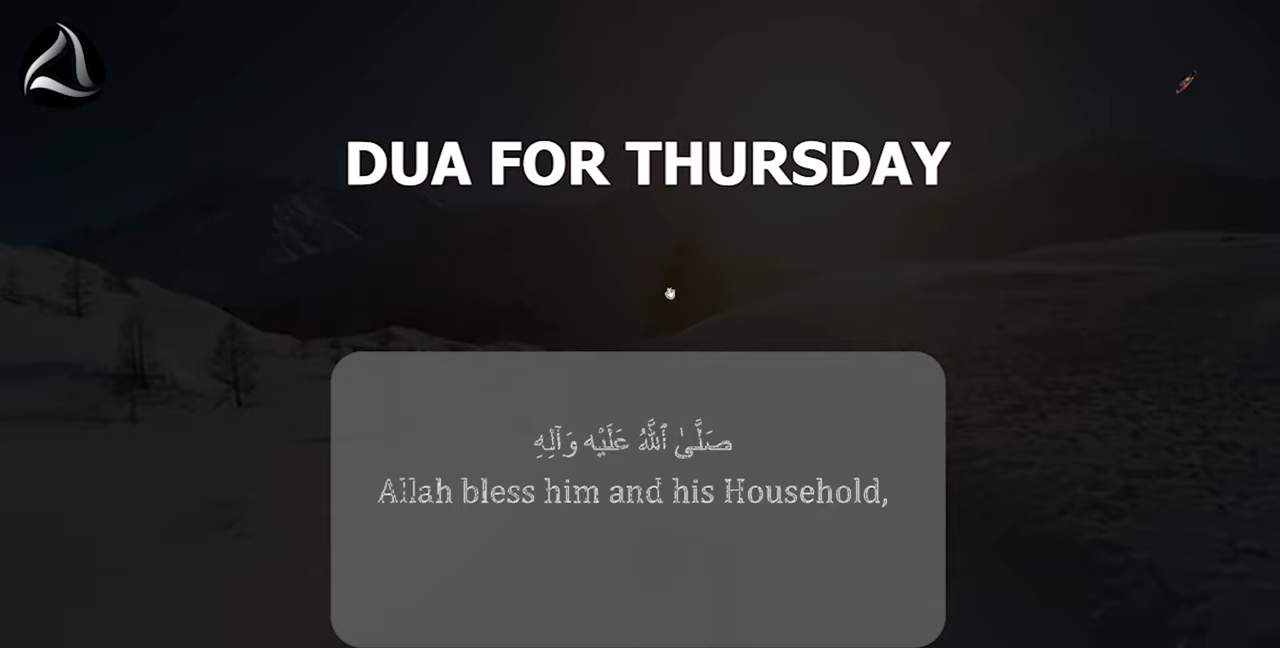 DUA FOR THURSDAY
صَلَّىٰ ٱللَّهُ عَلَيْهِ وَآلِهِ
Allah bless him and his Household,